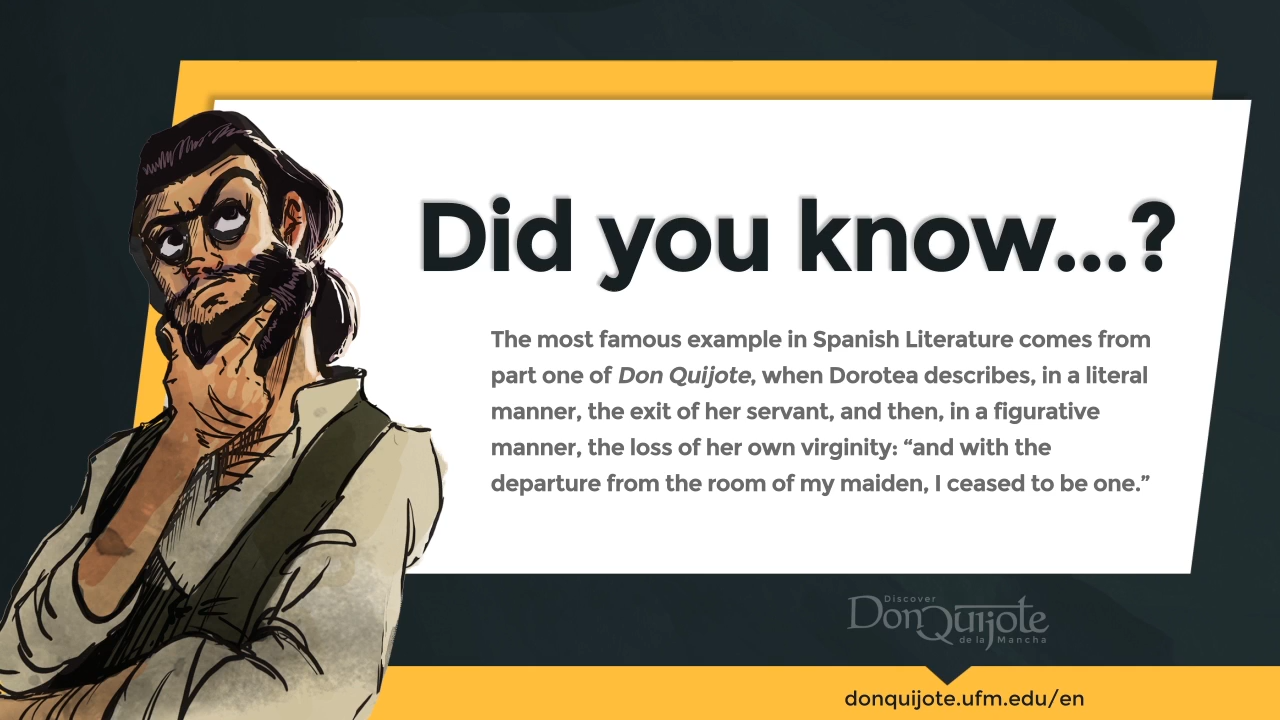 Did you know...?
The most famous example in Spanish Literature comes from
part one of Don Quijote, when Dorotea describes, in a literal
manner, the exit of her servant, and then, in a figurative
manner, the loss of her own virginity: “and with the
departure from the room of my maiden, I ceased to be one.”
Discover
Don Quijote
de la Mancha
donquijote.ufm.edu/en